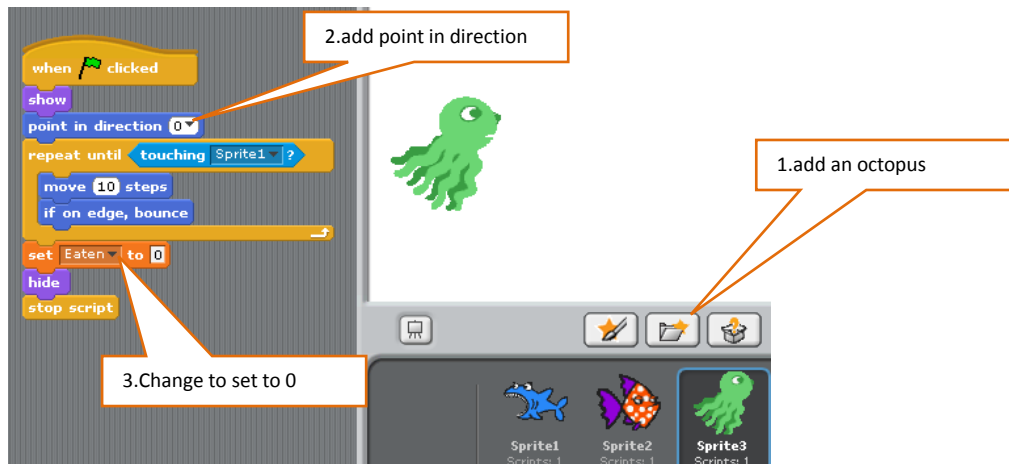 2.add point in direction
when clicked
show
point in direction 0
repeat until touching Sprite1 ?
move 10 steps
if on edge, bounce
set Eaten to 0
hide
stop script
1.add an octopus
3.Change to set to 0
Sprite1 Sprite2 Sprite3
Scripts: 1 Scripts: 1 Scripts: 1